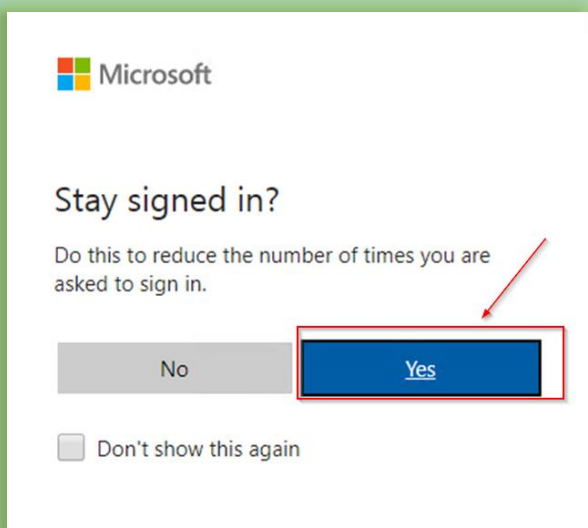 Microsoft
Stay signed in?
Do this to reduce the number of times you are
asked to sign in.
No
Yes
Don't show this again